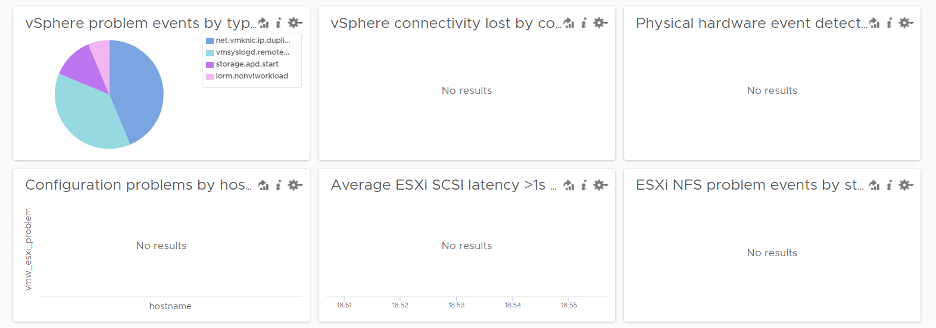 vSphere problem events by typ...
net.vmknic.ip.dupli...
vmsyslogd.remote...
storage.apd.start
iorm.nonviworkload
vSphere connectivity lost by co...
No results
Physical hardware event detect...
No results
Configuration problems by hos...
vmw_esxi_problem
No results
hostname
Average ESXi SCSI latency >1s ...
No results
18:51 18:52 18:53 18:54 18:55
ESXi NFS problem events by st...
No results